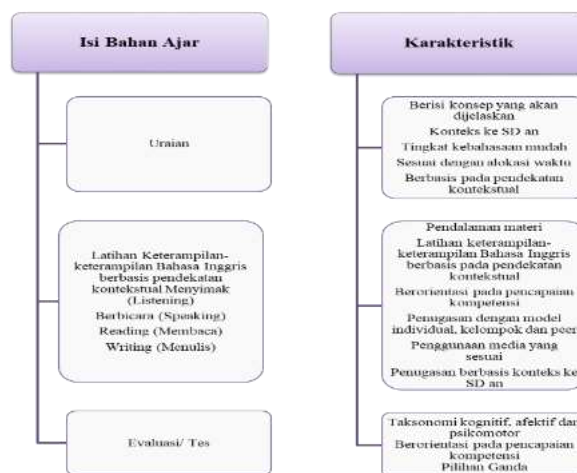 Isi Bahan Ajar
Uraian
Latihan Keterampilan-
keterampilan Bahasa Inggris
berbasis pendekatan
kontekstual Menyimak
(Listening)
Berbicara (Speaking)
Reading (Membaca)
Writing (Menulis)
Evaluasi/ Tes
Karakteristik
Berisi konsep yang akan
dijelaskan
Konteks ke SD an
Tingkat kebahasaan mudah
Sesuai dengan alokasi waktu
Berbasis pada pendekatan
kontekstual
Pendalaman materi
Latihan keterampilan-
keterampilan Bahasa Inggris
berbasis pada pendekatan
kontekstual
Berorientasi pada pencapaian
kompetensi
Penugasan dengan model
individual, kelompok dan peer
Penggunaan media yang
sesuai
Penugasan berbasis konteks ke
SD an
Taksonomi kognitif, afektif dan
psikomotor
Berorientasi pada pencapaian
kompetensi
Pilihan Ganda